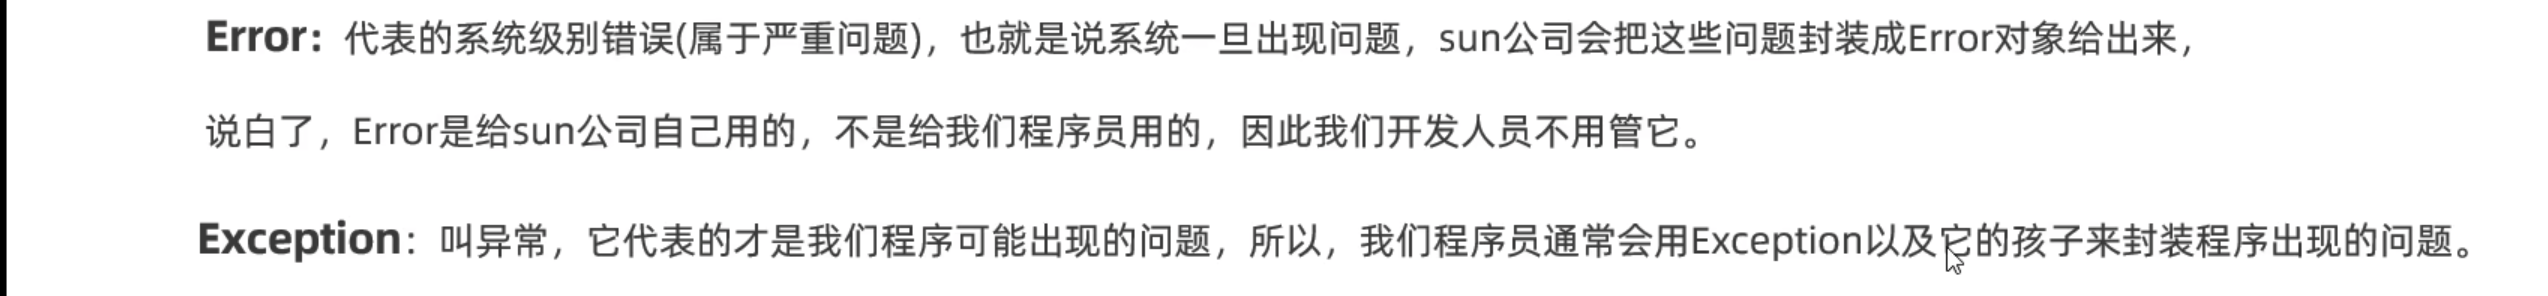 Error：代表的系统级别错误(属于严重问题)，也就是说系统一旦出现问题，sun公司会把这些问题封装成Error对象给出来，
说白了，Error是给sun公司自己用的，不是给我们程序员用的，因此我们开发人员不用管它。
Exception：叫异常，它代表的才是我们程序可能出现的问题，所以，我们程序员通常会用Exception以及它的孩子来封装程序出现的问题。